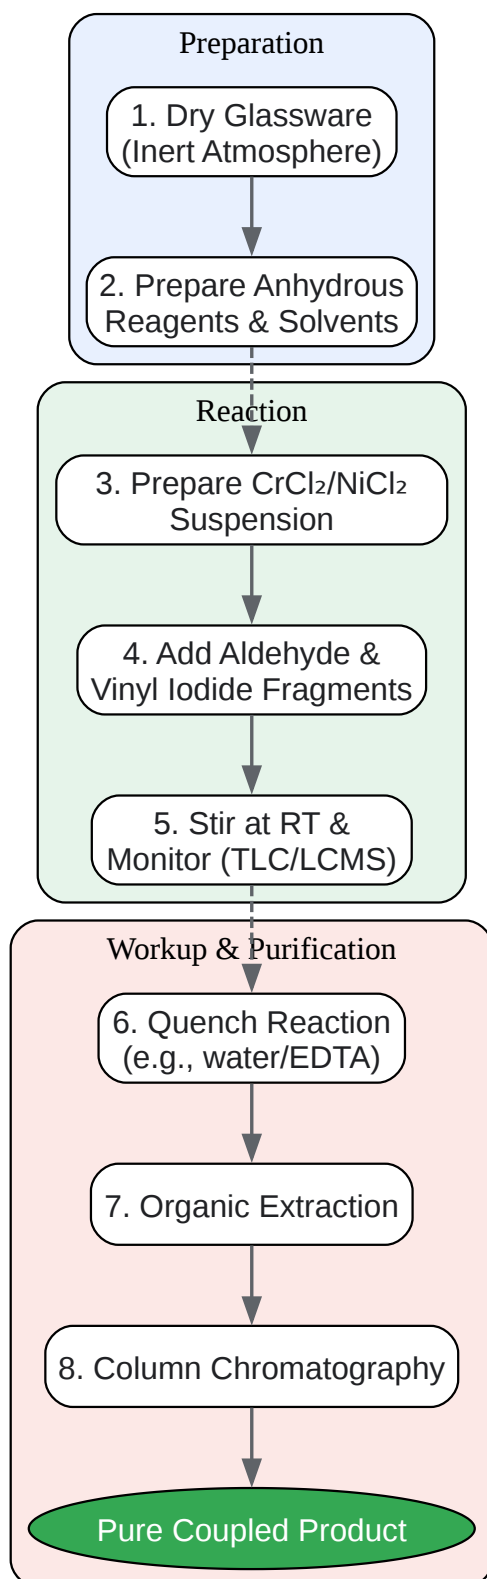 Preparation
1. Dry Glassware
(Inert Atmosphere)
2. Prepare Anhydrous
Reagents & Solvents
Reaction
3. Prepare CrCl₂/NiCl₂
Suspension
4. Add Aldehyde &
Vinyl Iodide Fragments
5. Stir at RT &
Monitor (TLC/LCMS)
Workup & Purification
6. Quench Reaction
(e.g., water/EDTA)
7. Organic Extraction
8. Column Chromatography
Pure Coupled Product